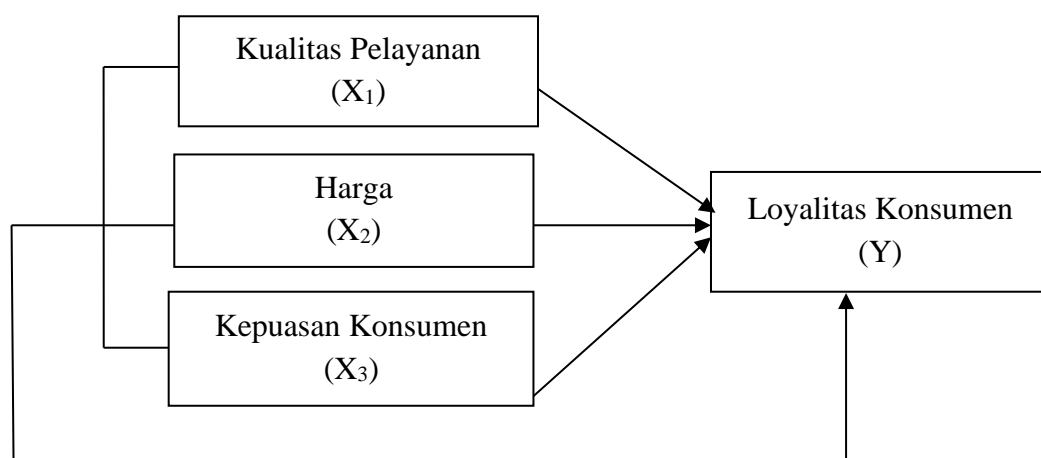 Kualitas Pelayanan
(X₁)
Harga
(X₂)
Kepuasan Konsumen
(X₃)
Loyalitas Konsumen
(Y)